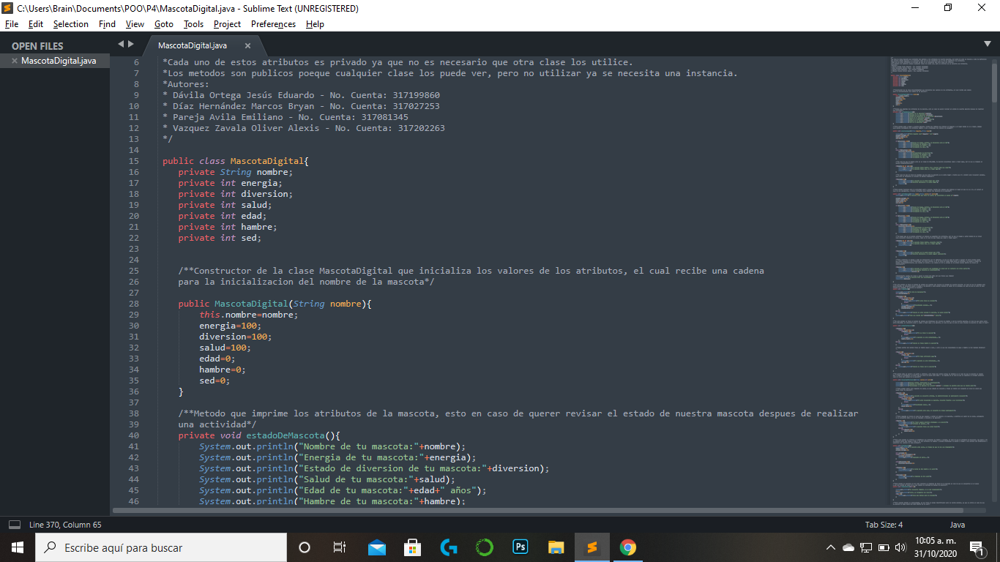 C:\Users\Brain\Documents\POO\P4\MascotaDigital.java - Sublime Text (UNREGISTERED)
File Edit Selection Find View Goto Tools Project Preferences Help
OPEN FILES
MascotaDigital.java
MascotaDigital.java
6 *Cada uno de estos atributos es privado ya que no es necesario que otra clase los utilice.
7 *Los metodos son publicos poeque cualquier clase los puede ver, pero no utilizar ya se necesita una instancia.
8 *Autores:
9 * Dávila Ortega Jesús Eduardo - No. Cuenta: 317199860
10 * Díaz Hernández Marcos Bryan - No. Cuenta: 317027253
11 * Pareja Avila Emiliano - No. Cuenta: 317081345
12 * Vazquez Zavala Oliver Alexis - No. Cuenta: 317202263
13 */
14
15 public class MascotaDigital{
16 private String nombre;
17 private int energia;
18 private int diversion;
19 private int salud;
20 private int edad;
21 private int hambre;
22 private int sed;
23
24
25 /**Constructor de la clase MascotaDigital que inicializa los valores de los atributos, el cual recibe una cadena
26 para la inicializacion del nombre de la mascota*/
27
28 public MascotaDigital(String nombre){
29 this.nombre=nombre;
30 energia=100;
31 diversion=100;
32 salud=100;
33 edad=0;
34 hambre=0;
35 sed=0;
36 }
37
38 /**Metodo que imprime los atributos de la mascota, esto en caso de querer revisar el estado de nuestra mascota despues de realizar
39 una actividad*/
40 private void estadoDeMascota(){
41 System.out.println("Nombre de tu mascota:"+nombre);
42 System.out.println("Energia de tu mascota:"+energia);
43 System.out.println("Estado de diversion de tu mascota:"+diversion);
44 System.out.println("Salud de tu mascota:"+salud);
45 System.out.println("Edad de tu mascota:"+edad+" años");
46 System.out.println("Hambre de tu mascota:"+hambre);
Line 370, Column 65
Tab Size: 4
Java
Escribe aquí para buscar
Ps
10:05 a. m.
31/10/2020
1